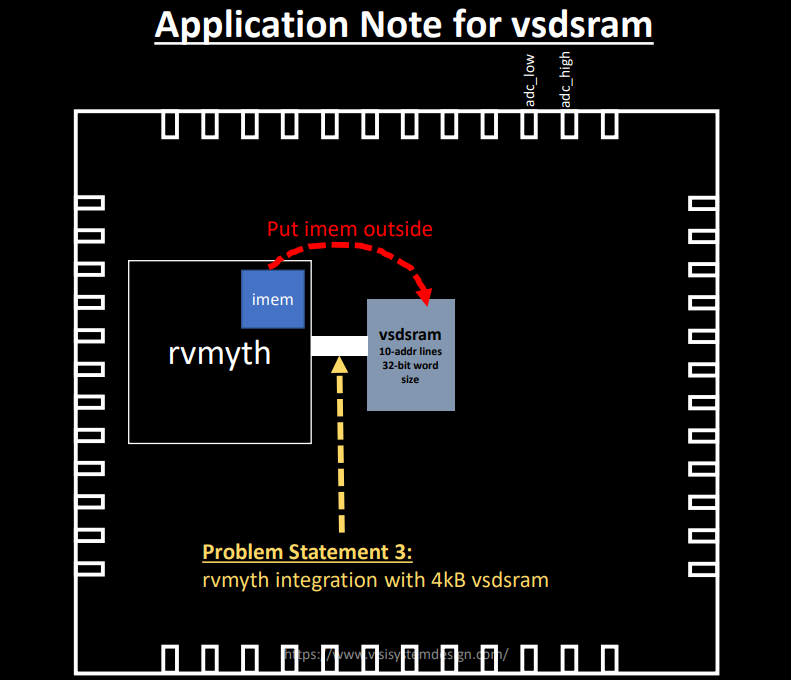 Application Note for vsdsram
adc_low
adc_high
Put imem outside
imem
rvmyth
vsdsram
10-addr lines
32-bit word
size
Problem Statement 3:
rvmyth integration with 4kB vsdsram
https://www.vlsisystemdesign.com/